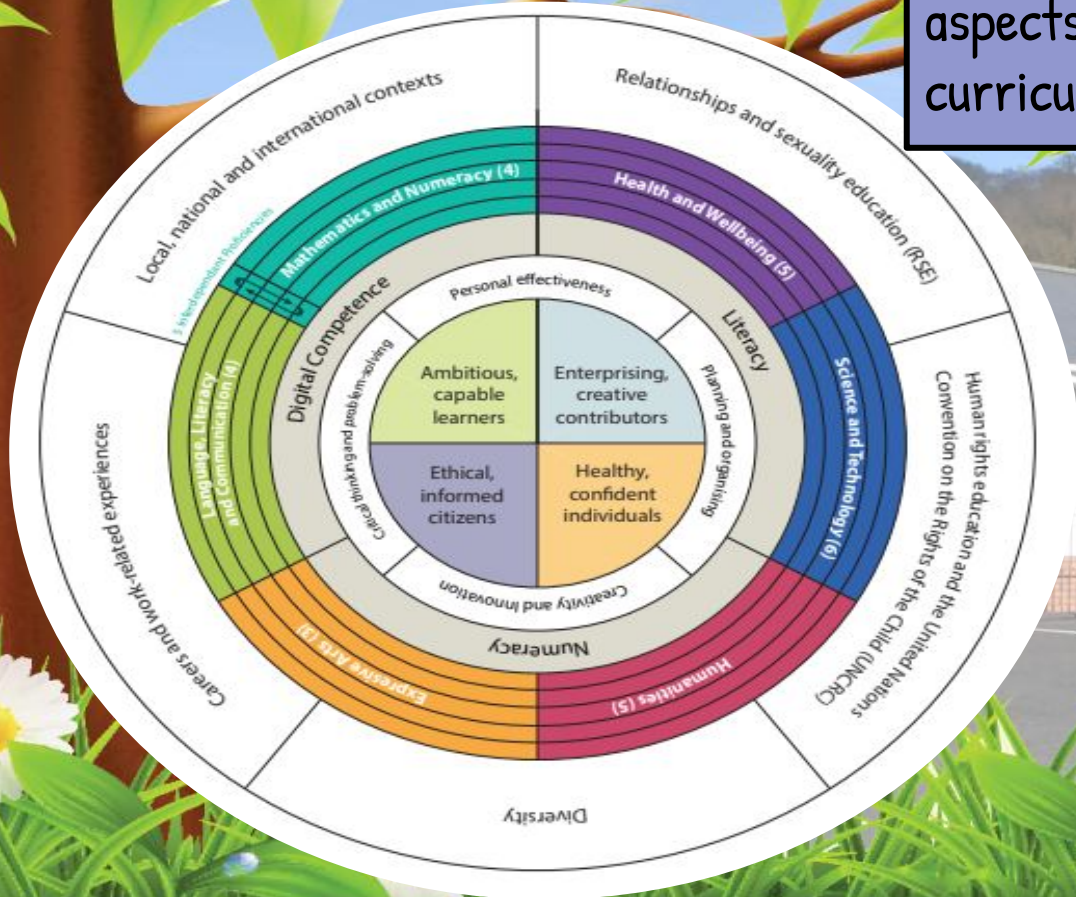 aspects
curricu
Local, national and international contexts
Relationships and sexuality education (RSE)
Human rights education and the United Nations
Convention on the Rights of the Child (UNCRC)
Diversity
Careers and work-related experiences
5 Interdependent Proficiencies
Mathematics and Numeracy (4)
Health and Wellbeing (5)
Science and Technology (6)
Humanities (5)
Expresive Arts (3)
Language, Literacy
and Communication (4)
Digital Competence
Literacy
Numeracy
Personal effectiveness
Planning and organising
Creativity and Innovation
Critical thinking and problem-solving
Ambitious,
capable
learners
Enterprising,
creative
contributors
Ethical,
informed
citizens
Healthy,
confident
individuals